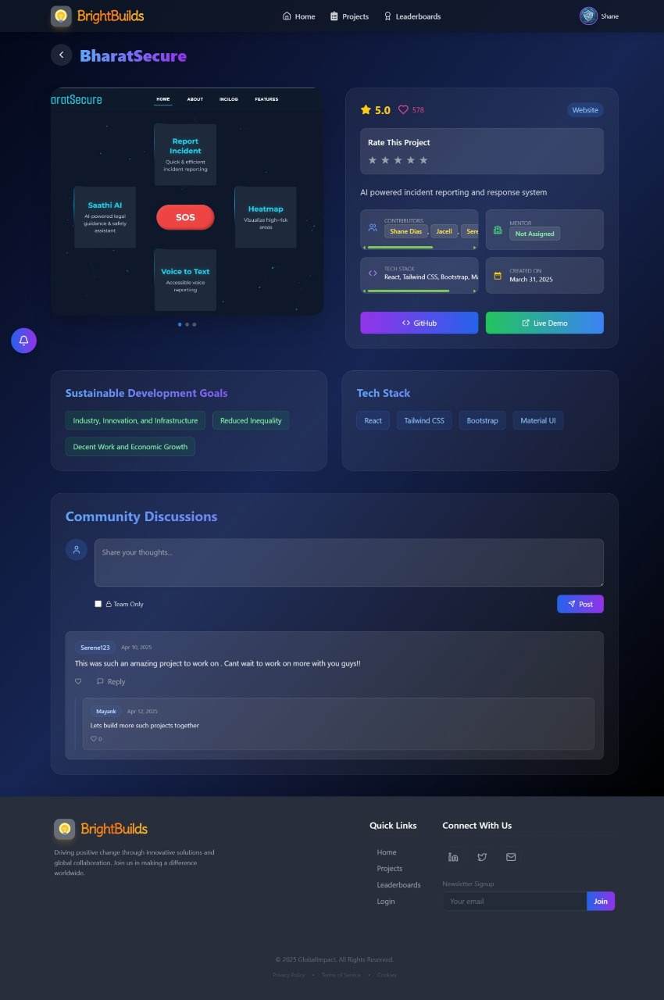 BrightBuilds
Home Projects Leaderboards
Shane
BharatSecure
aratSecure
HOME ABOUT INCILOG FEATURES
Report
Incident
Quick & efficient
incident reporting
Saathi AI
AI-powered legal
guidance & safety
assistant
SOS
Heatmap
Visualize high-risk
areas
Voice to Text
Accessible voice
reporting
5.0 578 Website
Rate This Project
AI powered incident reporting and response system
CONTRIBUTORS
Shane Dias , Jacell , Sere
MENTOR
Not Assigned
TECH STACK
React, Tailwind CSS, Bootstrap, Ma
CREATED ON
March 31, 2025
GitHub
Live Demo
Sustainable Development Goals
Industry, Innovation, and Infrastructure Reduced Inequality
Decent Work and Economic Growth
Tech Stack
React Tailwind CSS Bootstrap Material UI
Community Discussions
Share your thoughts...
Team Only
Post
Serene123 Apr 10, 2025
This was such an amazing project to work on . Cant wait to work on more with you guys!!
Reply
Mayank Apr 12, 2025
Lets build more such projects together
0
BrightBuilds
Driving positive change through innovative solutions and
global collaboration. Join us in making a difference
worldwide.
Quick Links
Home
Projects
Leaderboards
Login
Connect With Us
Newsletter Signup
Your email Join
© 2025 GlobalImpact. All Rights Reserved.
Privacy Policy • Terms of Service • Cookies